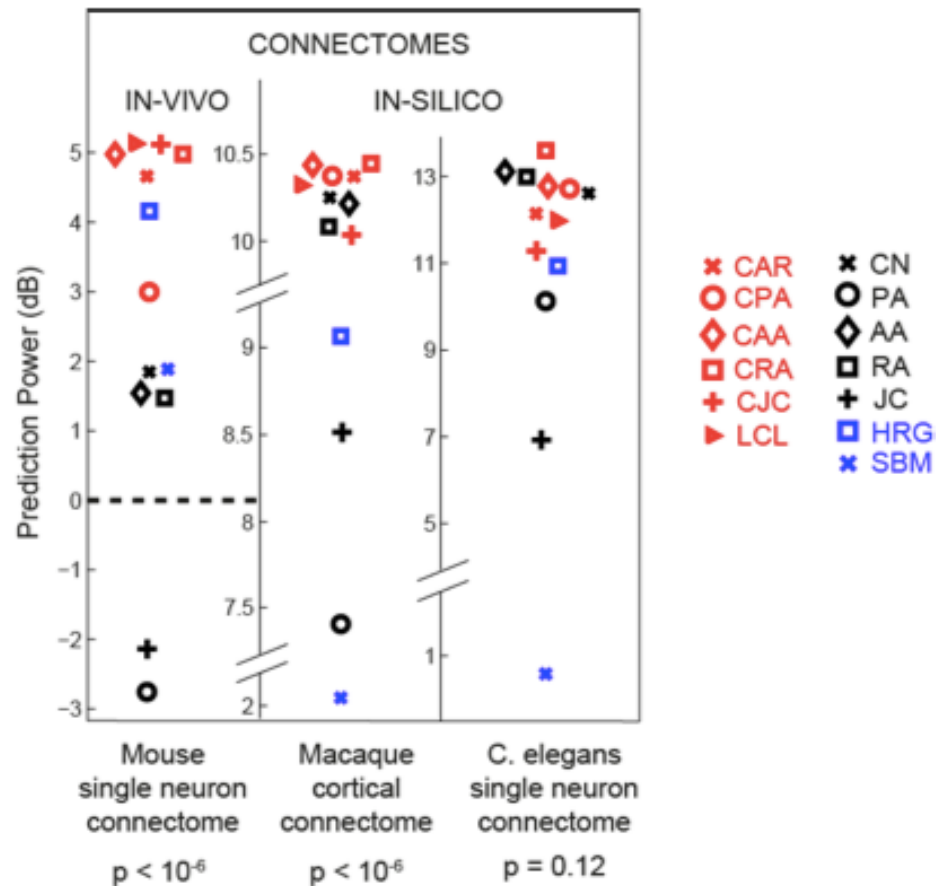 CONNECTOMES
IN-VIVO
IN-SILICO
Prediction Power (dB)
5
4
3
2
1
0
−1
−2
−3
10.5
10
9
8.5
8
7.5
2
13
11
9
7
5
1
CAR
CPA
CAA
CRA
CJC
LCL
CN
PA
AA
RA
JC
HRG
SBM
Mouse
single neuron
connectome
p < 10⁻⁶
Macaque
cortical
connectome
p < 10⁻⁶
C. elegans
single neuron
connectome
p = 0.12